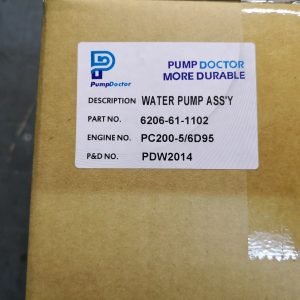 PumpDoctor
PUMP DOCTOR
MORE DURABLE
DESCRIPTION WATER PUMP ASS'Y
PART NO. 6206-61-1102
ENGINE NO. PC200-5/6D95
P&D NO. PDW2014